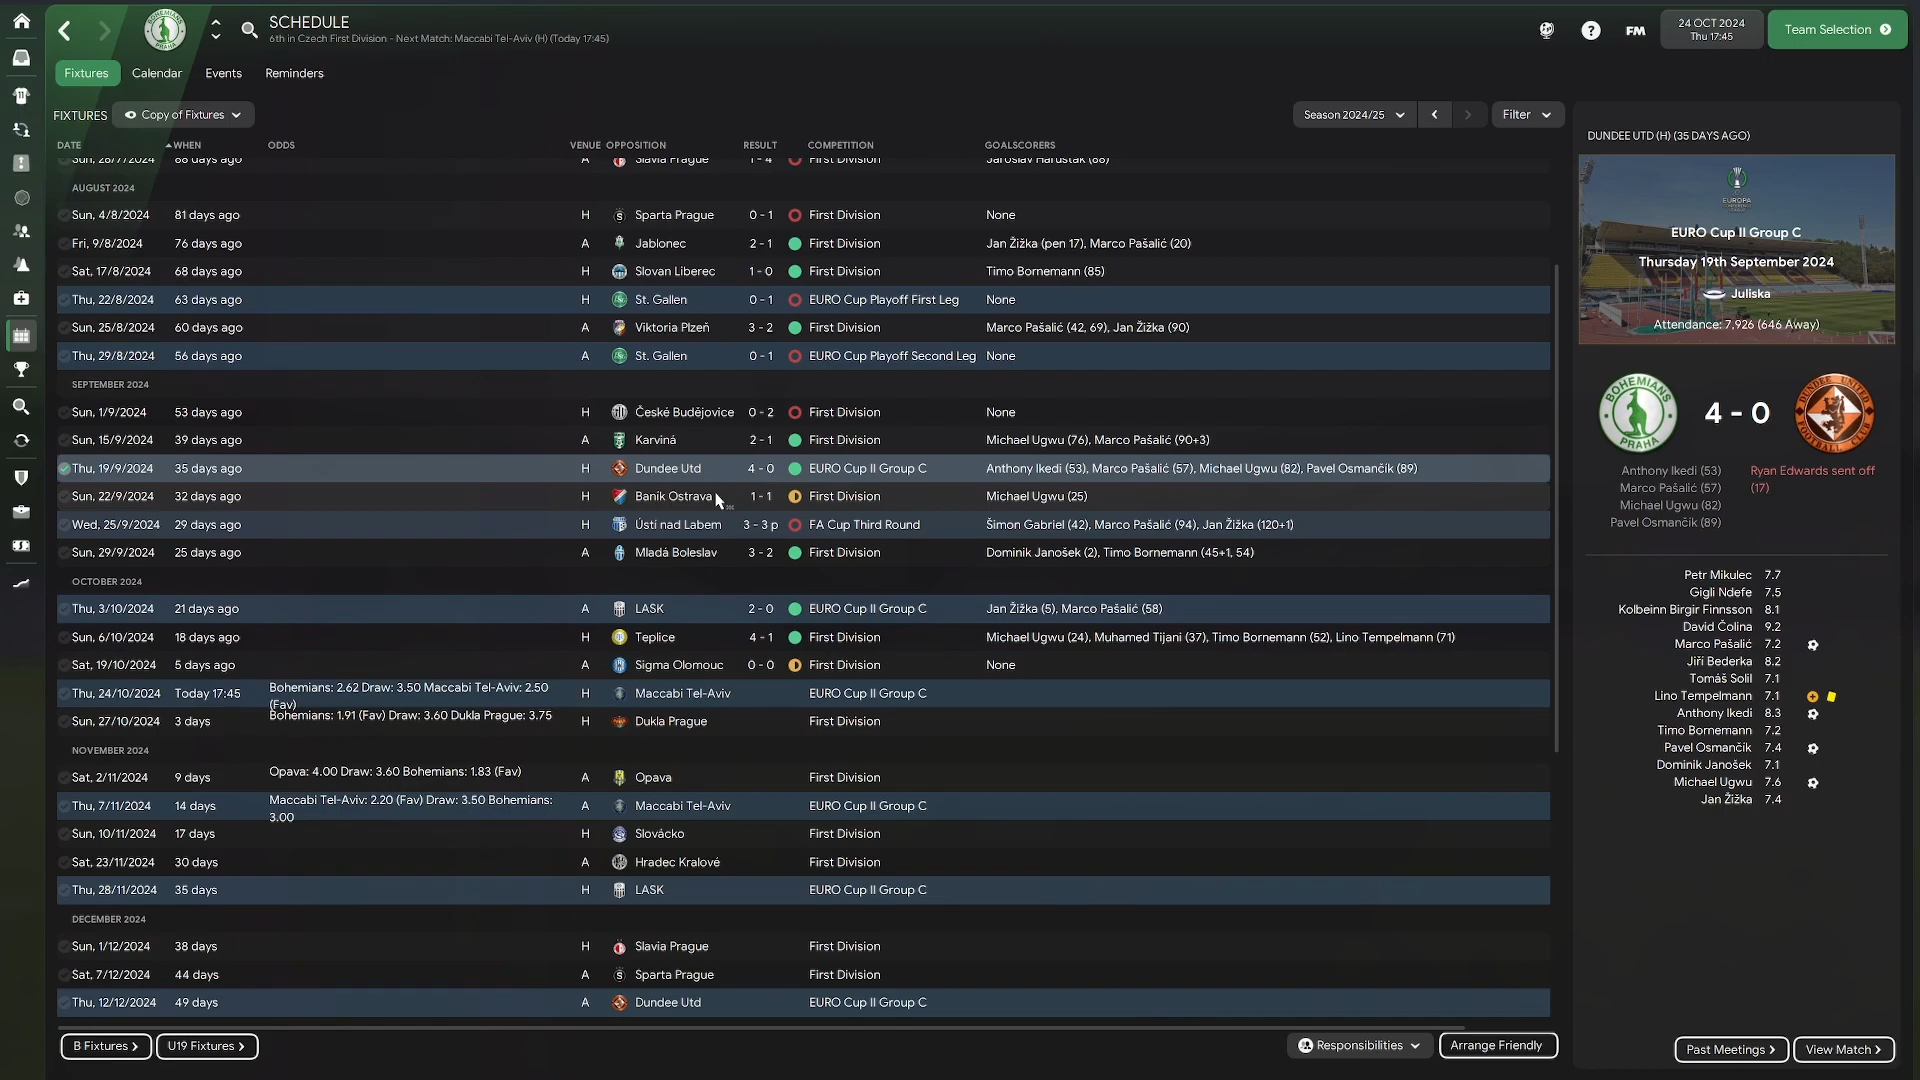 SCHEDULE
6th in Czech First Division - Next Match: Maccabi Tel-Aviv (H) (Today 17:45)
FM
24 OCT 2024
Thu 17:45
Team Selection
Fixtures Calendar Events Reminders
FIXTURES Copy of Fixtures Season 2024/25 Filter
DATE WHEN ODDS VENUE OPPOSITION RESULT COMPETITION GOALSCORERS
Sun, 28/7/2024 88 days ago A Slavia Prague 1 - 4 First Division Jaroslav Harušťák (88)
AUGUST 2024
Sun, 4/8/2024 81 days ago H Sparta Prague 0 - 1 First Division None
Fri, 9/8/2024 76 days ago A Jablonec 2 - 1 First Division Jan Žižka (pen 17), Marco Pašalić (20)
Sat, 17/8/2024 68 days ago H Slovan Liberec 1 - 0 First Division Timo Bornemann (85)
Thu, 22/8/2024 63 days ago H St. Gallen 0 - 1 EURO Cup Playoff First Leg None
Sun, 25/8/2024 60 days ago A Viktoria Plzeň 3 - 2 First Division Marco Pašalić (42, 69), Jan Žižka (90)
Thu, 29/8/2024 56 days ago A St. Gallen 0 - 1 EURO Cup Playoff Second Leg None
SEPTEMBER 2024
Sun, 1/9/2024 53 days ago H České Budějovice 0 - 2 First Division None
Sun, 15/9/2024 39 days ago A Karviná 2 - 1 First Division Michael Ugwu (76), Marco Pašalić (90+3)
Thu, 19/9/2024 35 days ago H Dundee Utd 4 - 0 EURO Cup II Group C Anthony Ikedi (53), Marco Pašalić (57), Michael Ugwu (82), Pavel Osmančík (89)
Sun, 22/9/2024 32 days ago H Baník Ostrava 1 - 1 First Division Michael Ugwu (25)
Wed, 25/9/2024 29 days ago H Ústí nad Labem 3 - 3 p FA Cup Third Round Šimon Gabriel (42), Marco Pašalić (94), Jan Žižka (120+1)
Sun, 29/9/2024 25 days ago A Mladá Boleslav 3 - 2 First Division Dominik Janošek (2), Timo Bornemann (45+1, 54)
OCTOBER 2024
Thu, 3/10/2024 21 days ago A LASK 2 - 0 EURO Cup II Group C Jan Žižka (5), Marco Pašalić (58)
Sun, 6/10/2024 18 days ago H Teplice 4 - 1 First Division Michael Ugwu (24), Muhamed Tijani (37), Timo Bornemann (52), Lino Tempelmann (71)
Sat, 19/10/2024 5 days ago A Sigma Olomouc 0 - 0 First Division None
Thu, 24/10/2024 Today 17:45 Bohemians: 2.62 Draw: 3.50 Maccabi Tel-Aviv: 2.50 H Maccabi Tel-Aviv EURO Cup II Group C
(Fav)
Sun, 27/10/2024 3 days Bohemians: 1.91 (Fav) Draw: 3.60 Dukla Prague: 3.75 H Dukla Prague First Division
NOVEMBER 2024
Sat, 2/11/2024 9 days Opava: 4.00 Draw: 3.60 Bohemians: 1.83 (Fav) A Opava First Division
Thu, 7/11/2024 14 days Maccabi Tel-Aviv: 2.20 (Fav) Draw: 3.50 Bohemians: A Maccabi Tel-Aviv EURO Cup II Group C
3.00
Sun, 10/11/2024 17 days H Slovácko First Division
Sat, 23/11/2024 30 days A Hradec Kralové First Division
Thu, 28/11/2024 35 days H LASK EURO Cup II Group C
DECEMBER 2024
Sun, 1/12/2024 38 days H Slavia Prague First Division
Sat, 7/12/2024 44 days A Sparta Prague First Division
Thu, 12/12/2024 49 days A Dundee Utd EURO Cup II Group C
B Fixtures U19 Fixtures Responsibilities Arrange Friendly
DUNDEE UTD (H) (35 DAYS AGO)
EUROPA
CONFERENCE
EURO Cup II Group C
Thursday 19th September 2024
Juliska
Attendance: 7,926 (646 Away)
BOHEMIANS
PRAHA
4 - 0
DUNDEE UNITED
FOOTBALL CLUB
Anthony Ikedi (53)
Marco Pašalić (57)
Michael Ugwu (82)
Pavel Osmančík (89)
Ryan Edwards sent off
(17)
Petr Mikulec 7.7
Gigli Ndefe 7.5
Kolbeinn Birgir Finnsson 8.1
David Čolina 9.2
Marco Pašalić 7.2
Jiří Bederka 8.2
Tomáš Solil 7.1
Lino Tempelmann 7.1
Anthony Ikedi 8.3
Timo Bornemann 7.2
Pavel Osmančík 7.4
Dominik Janošek 7.1
Michael Ugwu 7.6
Jan Žižka 7.4
Past Meetings View Match